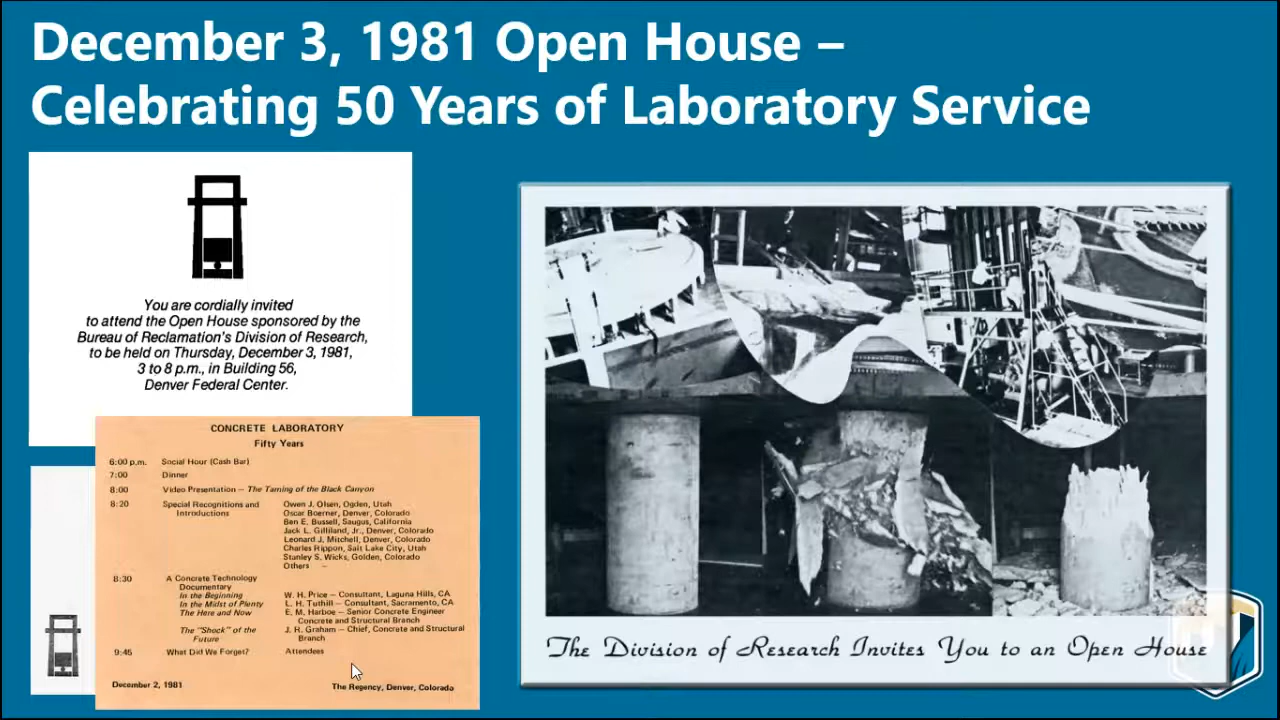 December 3, 1981 Open House –
Celebrating 50 Years of Laboratory Service
You are cordially invited
to attend the Open House sponsored by the
Bureau of Reclamation's Division of Research,
to be held on Thursday, December 3, 1981,
3 to 8 p.m., in Building 56,
Denver Federal Center.
CONCRETE LABORATORY
Fifty Years
6:00 p.m. Social Hour (Cash Bar)
7:00 Dinner
8:00 Video Presentation – The Taming of the Black Canyon
8:20 Special Recognitions and Owen J. Olsen, Ogden, Utah
Introductions Oscar Boerner, Denver, Colorado
Ben E. Bussell, Saugus, California
Jack L. Gilliland, Jr., Denver, Colorado
Leonard J. Mitchell, Denver, Colorado
Charles Rippon, Salt Lake City, Utah
Stanley S. Wicks, Golden, Colorado
Others –
8:30 A Concrete Technology
Documentary
In the Beginning W. H. Price – Consultant, Laguna Hills, CA
In the Midst of Plenty L. H. Tuthill – Consultant, Sacramento, CA
The Here and Now E. M. Harboe – Senior Concrete Engineer
Concrete and Structural Branch
The "Shock" of the J. H. Graham – Chief, Concrete and Structural
Future Branch
9:45 What Did We Forget? Attendees
December 2, 1981 The Regency, Denver, Colorado
The Division of Research Invites You to an Open House